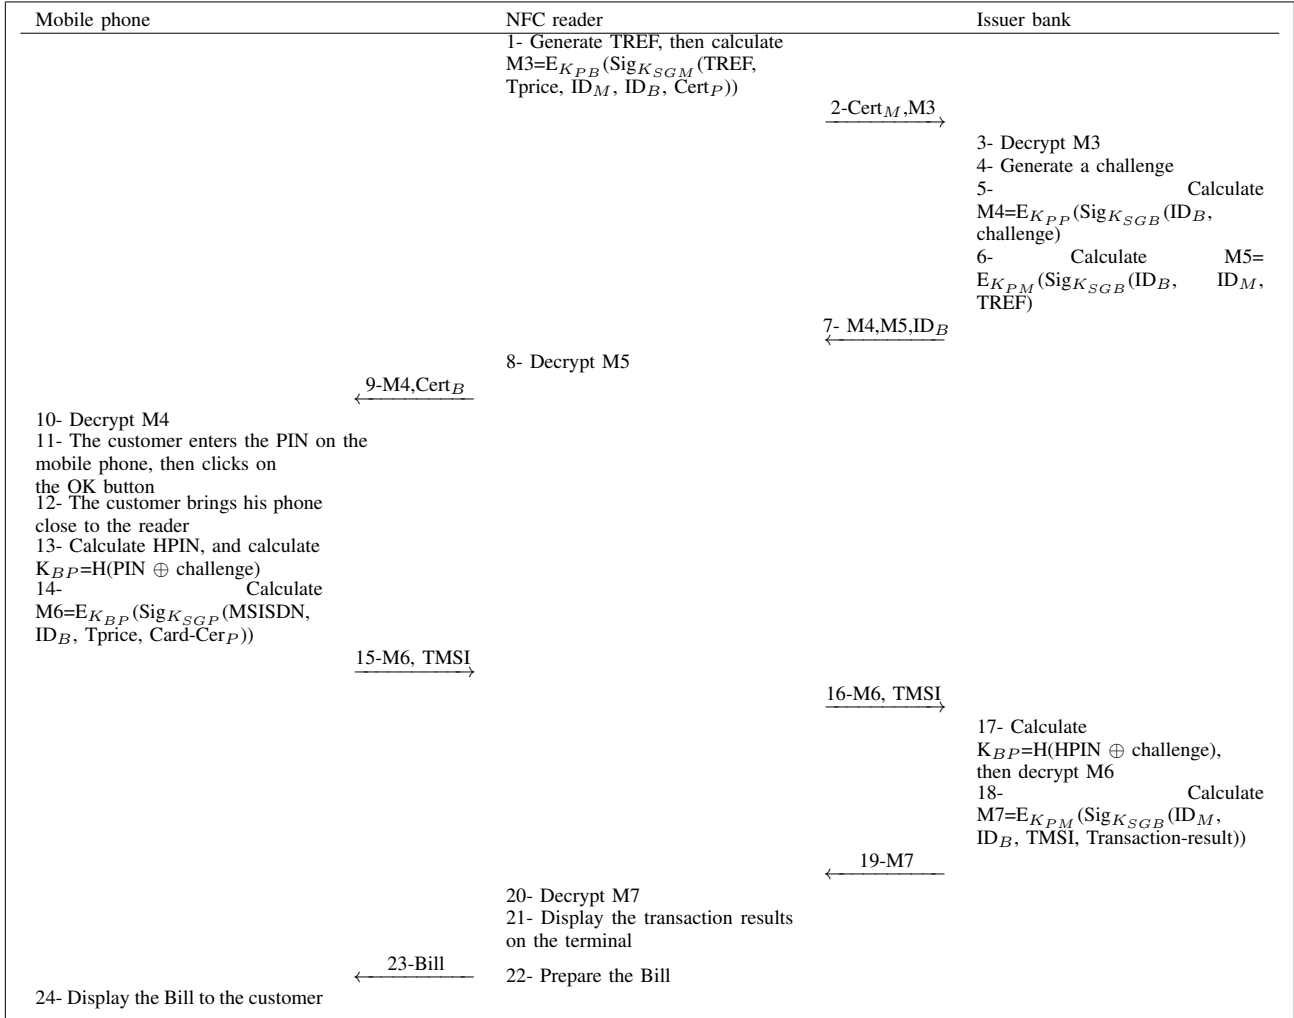 Mobile phone NFC reader Issuer bank
1- Generate TREF, then calculate
M3=E_{K_{PB}}(Sig_{K_{SGM}}(TREF,
Tprice, ID_M, ID_B, Cert_P))
2-Cert_M,M3
3- Decrypt M3
4- Generate a challenge
5- Calculate
M4=E_{K_{PP}}(Sig_{K_{SGB}}(ID_B,
challenge)
6- Calculate M5=
E_{K_{PM}}(Sig_{K_{SGB}}(ID_B, ID_M,
TREF)
7- M4,M5,ID_B
8- Decrypt M5
9-M4,Cert_B
10- Decrypt M4
11- The customer enters the PIN on the
mobile phone, then clicks on
the OK button
12- The customer brings his phone
close to the reader
13- Calculate HPIN, and calculate
K_{BP}=H(PIN ⊕ challenge)
14- Calculate
M6=E_{K_{BP}}(Sig_{K_{SGP}}(MSISDN,
ID_B, Tprice, Card-Cer_P))
15-M6, TMSI
16-M6, TMSI
17- Calculate
K_{BP}=H(HPIN ⊕ challenge),
then decrypt M6
18- Calculate
M7=E_{K_{PM}}(Sig_{K_{SGB}}(ID_M,
ID_B, TMSI, Transaction-result))
19-M7
20- Decrypt M7
21- Display the transaction results
on the terminal
23-Bill
22- Prepare the Bill
24- Display the Bill to the customer